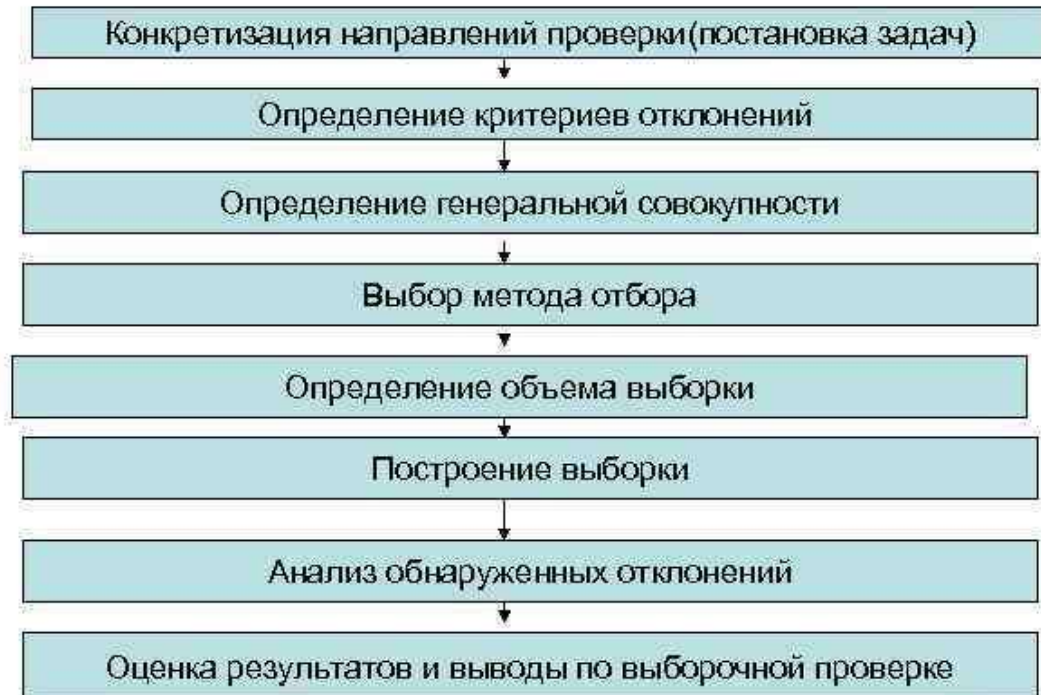 Конкретизация направлений проверки(постановка задач)
Определение критериев отклонений
Определение генеральной совокупности
Выбор метода отбора
Определение объема выборки
Построение выборки
Анализ обнаруженных отклонений
Оценка результатов и выводы по выборочной проверке